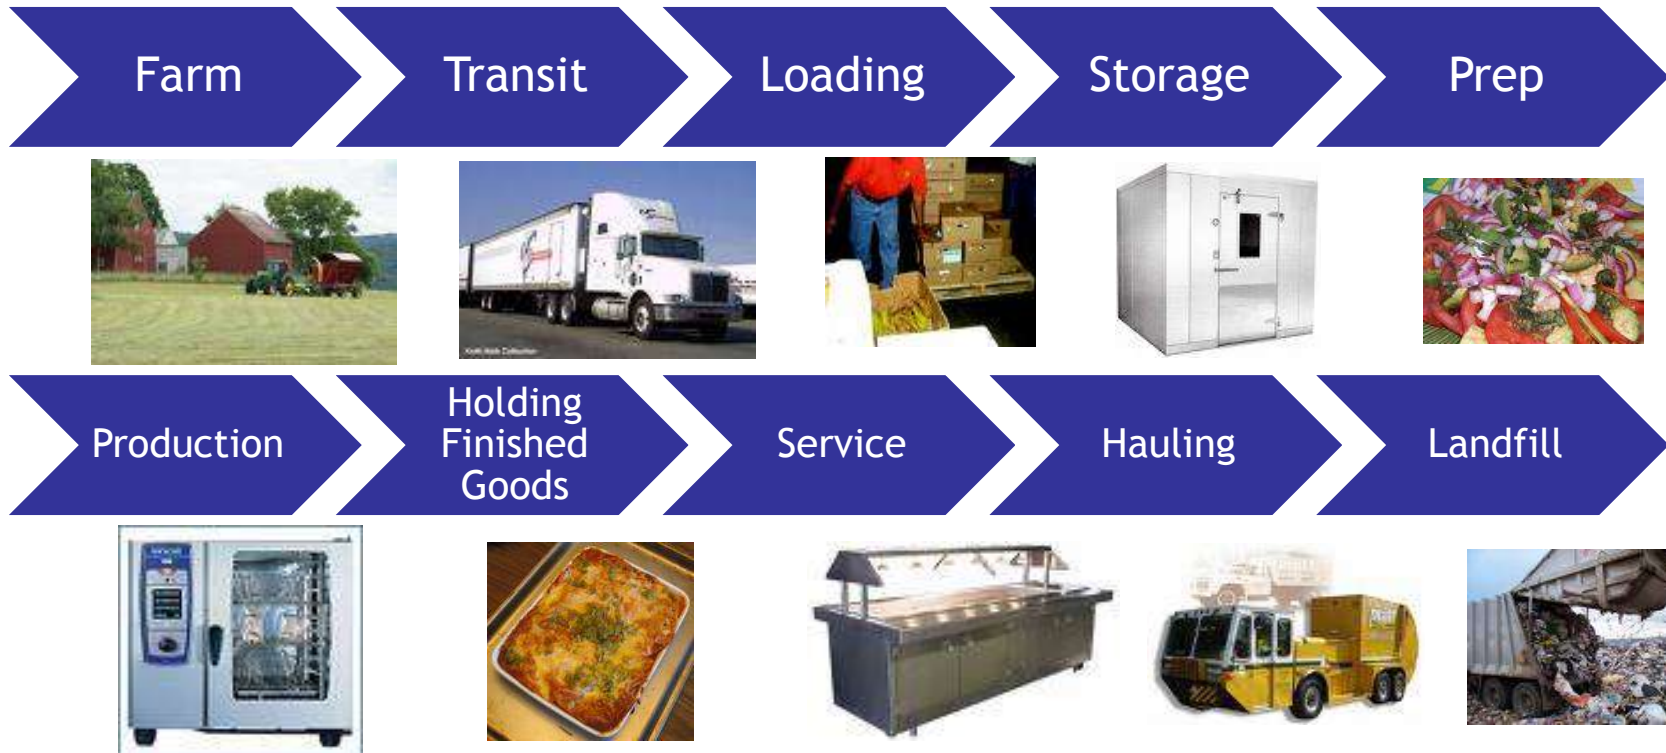 Farm
Transit
Loading
Storage
Prep
Production
Holding
Finished
Goods
Service
Hauling
Landfill